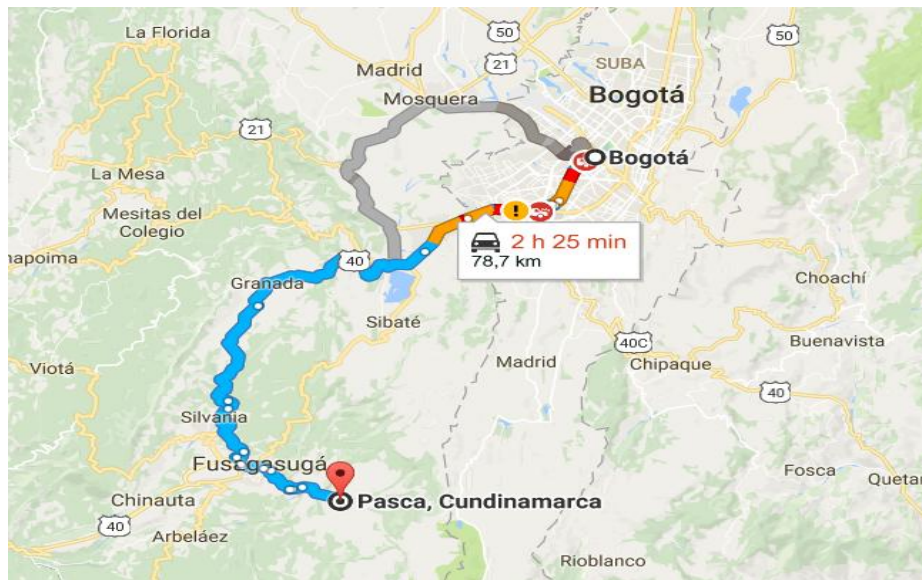 La Florida
50
50
SUBA
Madrid
21
Mosquera
Bogotá
21
Bogotá
La Mesa
Mesitas del
Colegio
!
2 h 25 min
78,7 km
napoima
40
Choachí
Granada
Sibaté
40C
Buenavista
Madrid
Chipaque
Viotá
40
Silvania
Fusagasugá
Fosca
Quetar
Pasca, Cundinamarca
Chinauta
40
Arbeláez
Rioblanco